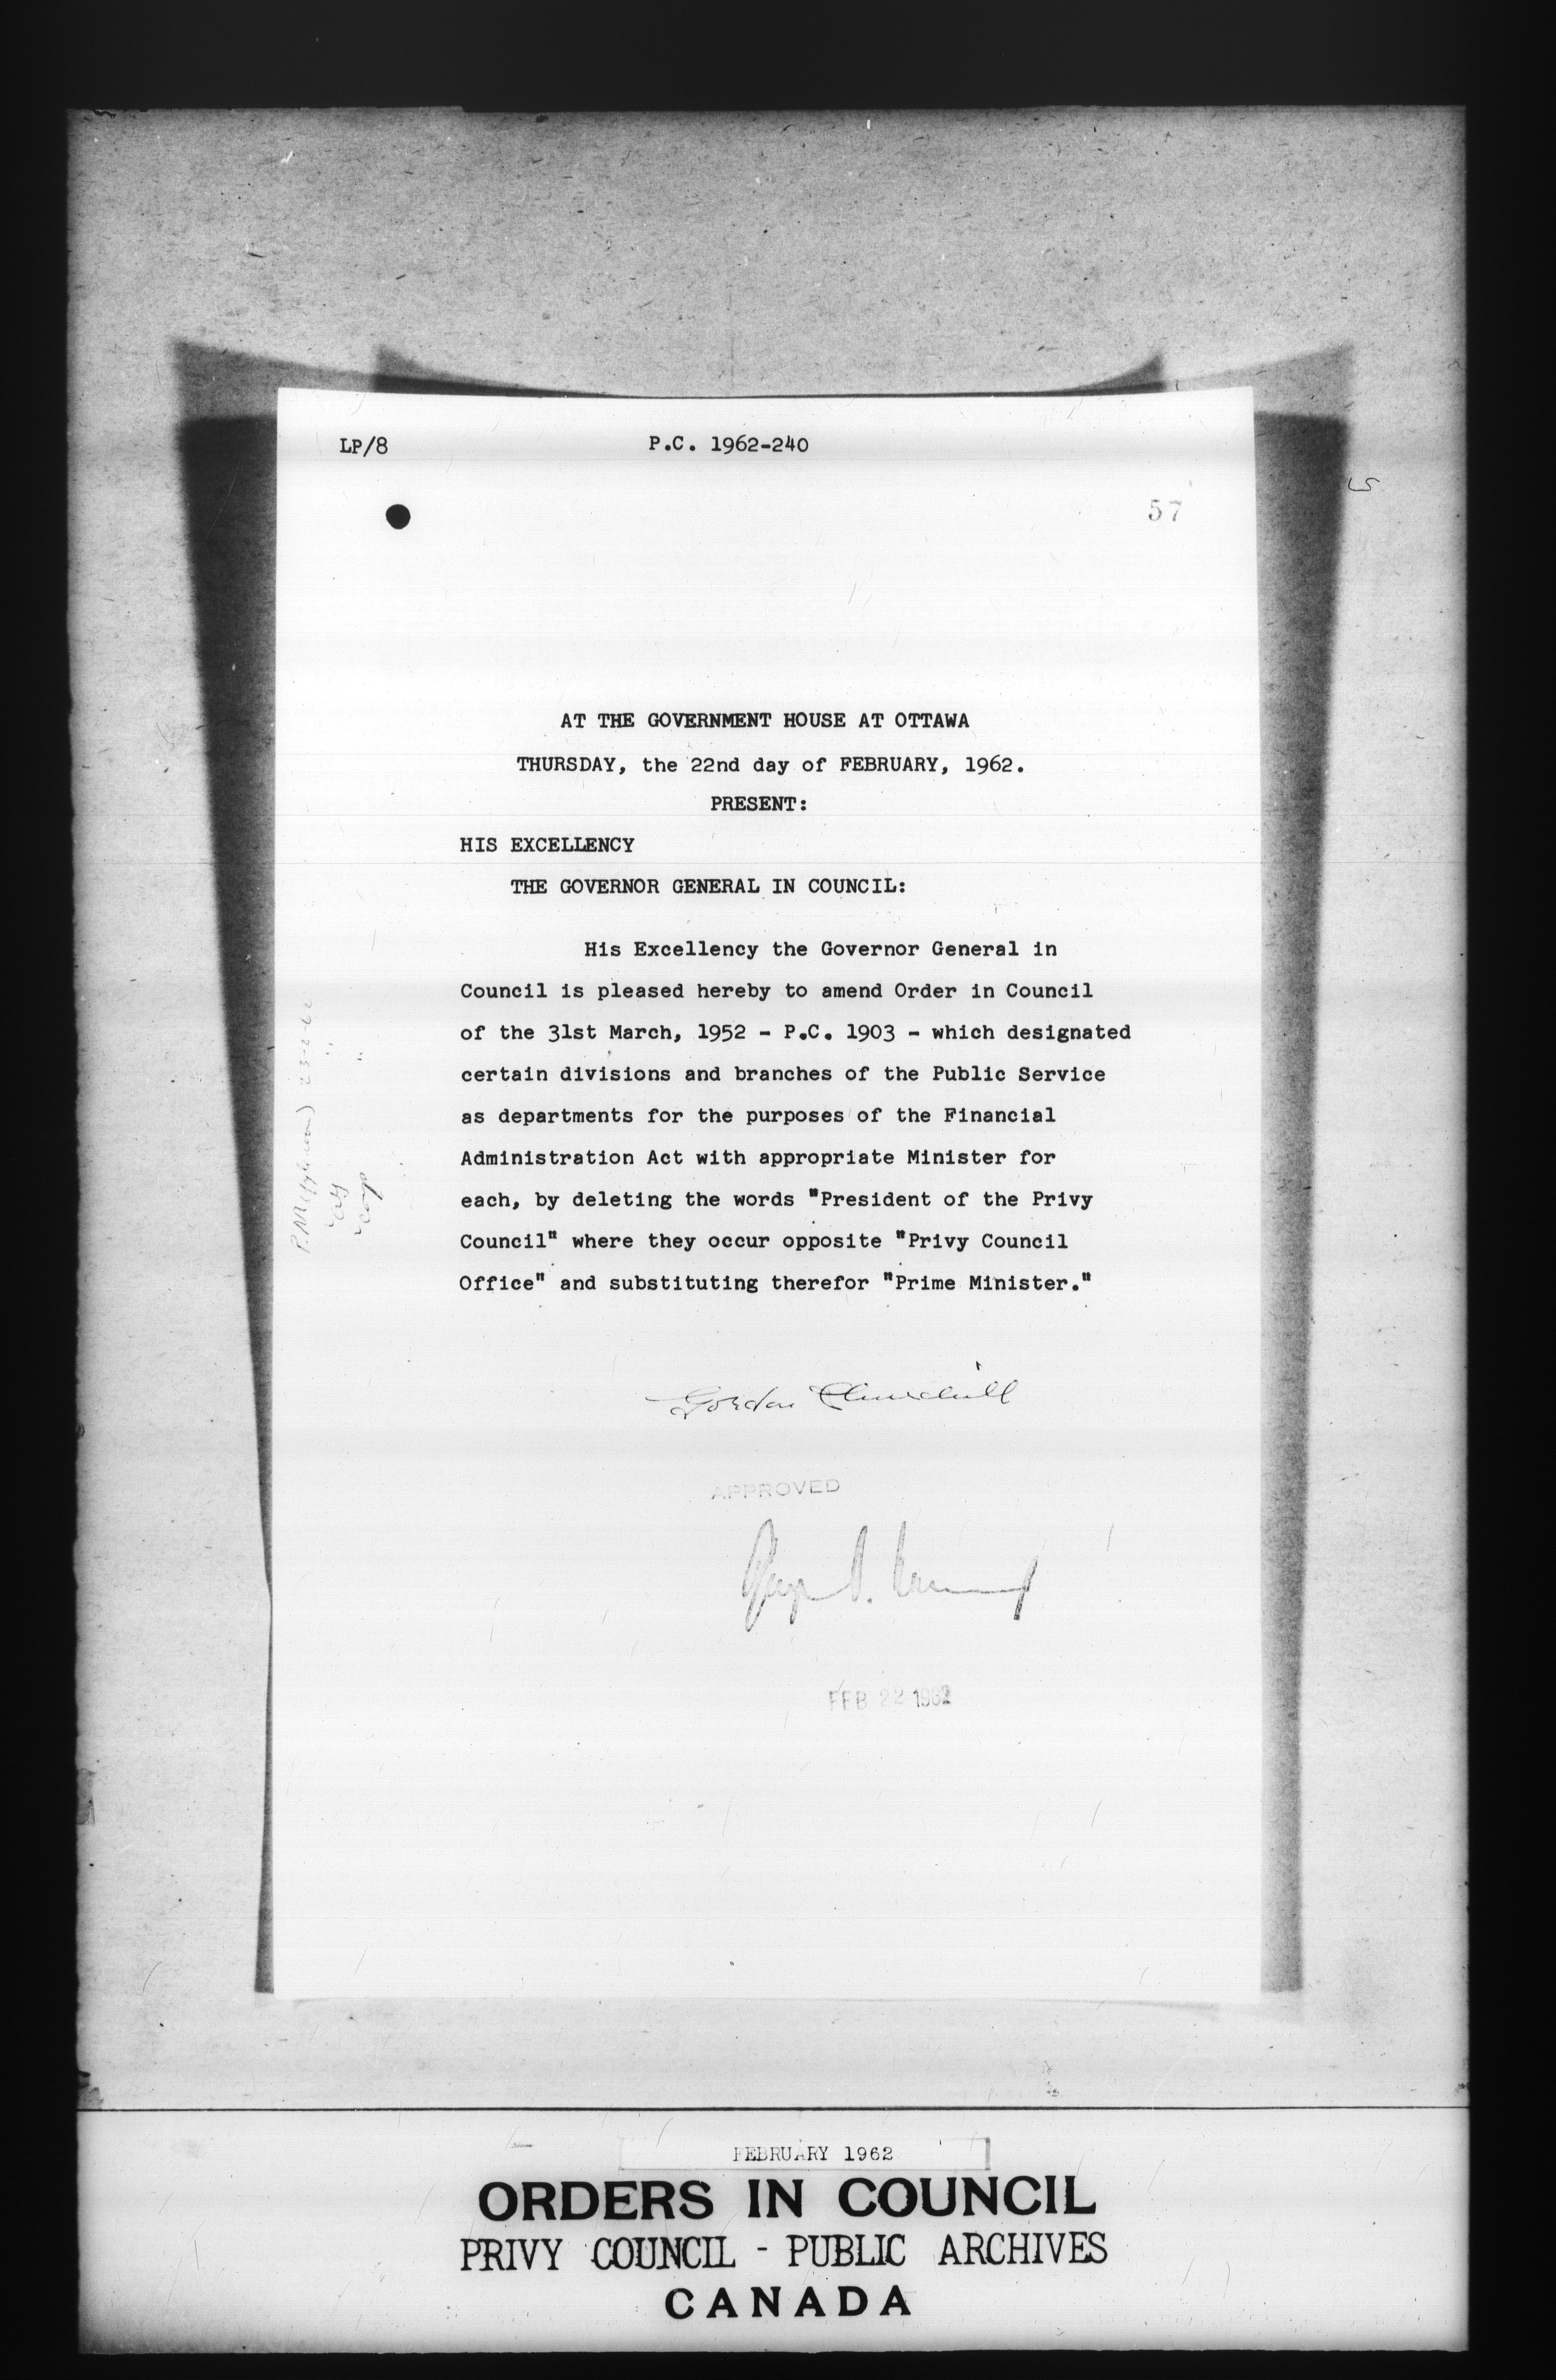 LP/8
P.C. 1962-240
57
AT THE GOVERNMENT HOUSE AT OTTAWA
THURSDAY, the 22nd day of FEBRUARY, 1962.
PRESENT:
HIS EXCELLENCY
THE GOVERNOR GENERAL IN COUNCIL:
His Excellency the Governor General in
Council is pleased hereby to amend Order in Council
of the 31st March, 1952 - P.C. 1903 - which designated
certain divisions and branches of the Public Service
as departments for the purposes of the Financial
Administration Act with appropriate Minister for
each, by deleting the words "President of the Privy
Council" where they occur opposite "Privy Council
Office" and substituting therefor "Prime Minister."
Gordon Churchill
APPROVED
FEB 22 1962
FEBRUARY 1962
ORDERS IN COUNCIL
PRIVY COUNCIL - PUBLIC ARCHIVES
CANADA